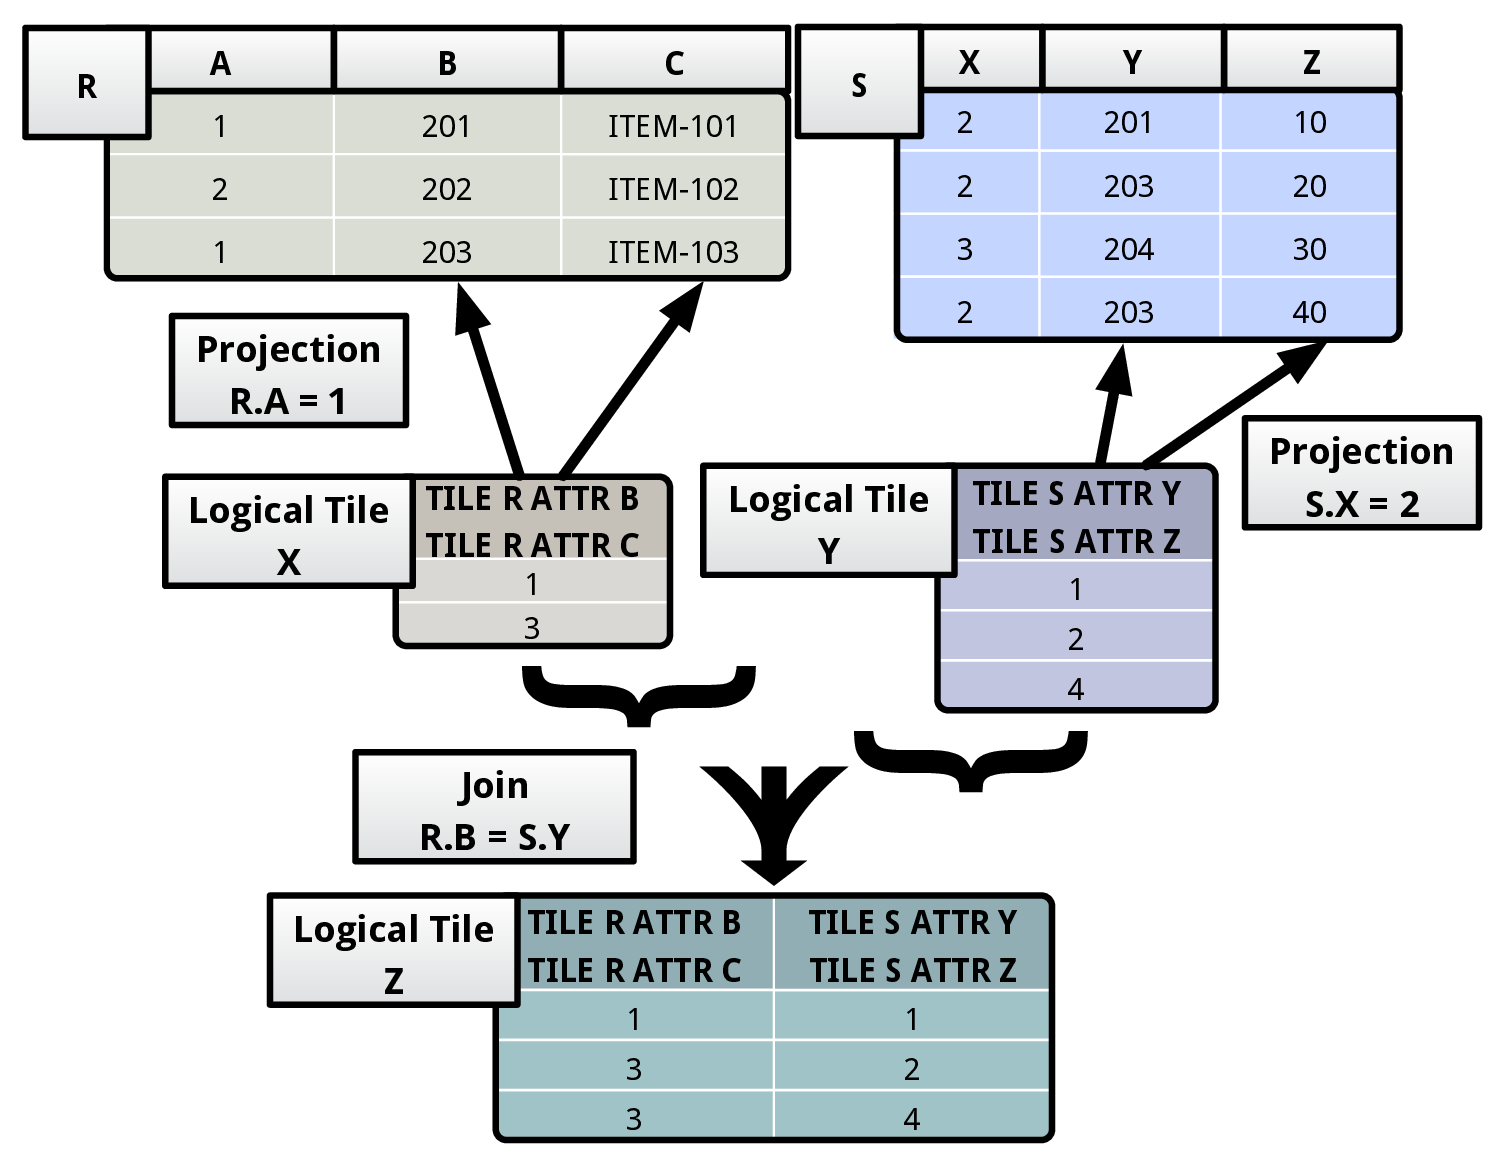 R A B C
1 201 ITEM-101
2 202 ITEM-102
1 203 ITEM-103
S X Y Z
2 201 10
2 203 20
3 204 30
2 203 40
Projection
R.A = 1
Projection
S.X = 2
Logical Tile
X
TILE R ATTR B
TILE R ATTR C
1
3
Logical Tile
Y
TILE S ATTR Y
TILE S ATTR Z
1
2
4
Join
R.B = S.Y
Logical Tile
Z
TILE R ATTR B TILE S ATTR Y
TILE R ATTR C TILE S ATTR Z
1 1
3 2
3 4